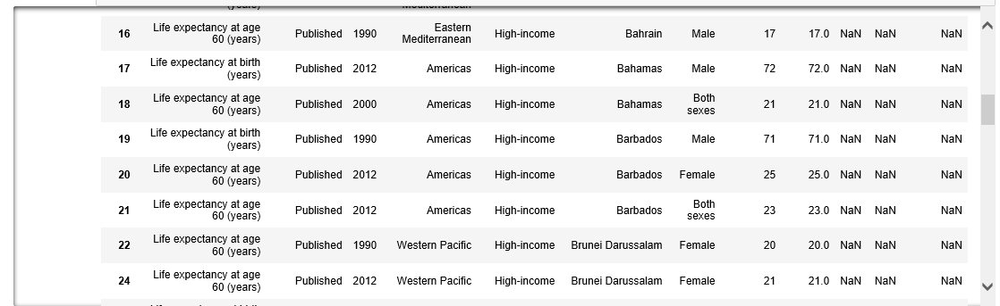 (years) Mediterranean
16 Life expectancy at age 60 (years) Published 1990 Eastern Mediterranean High-income Bahrain Male 17 17.0 NaN NaN NaN
17 Life expectancy at birth (years) Published 2012 Americas High-income Bahamas Male 72 72.0 NaN NaN NaN
18 Life expectancy at age 60 (years) Published 2000 Americas High-income Bahamas Both sexes 21 21.0 NaN NaN NaN
19 Life expectancy at birth (years) Published 1990 Americas High-income Barbados Male 71 71.0 NaN NaN NaN
20 Life expectancy at age 60 (years) Published 2012 Americas High-income Barbados Female 25 25.0 NaN NaN NaN
21 Life expectancy at age 60 (years) Published 2012 Americas High-income Barbados Both sexes 23 23.0 NaN NaN NaN
22 Life expectancy at age 60 (years) Published 1990 Western Pacific High-income Brunei Darussalam Female 20 20.0 NaN NaN NaN
24 Life expectancy at age 60 (years) Published 2012 Western Pacific High-income Brunei Darussalam Female 21 21.0 NaN NaN NaN